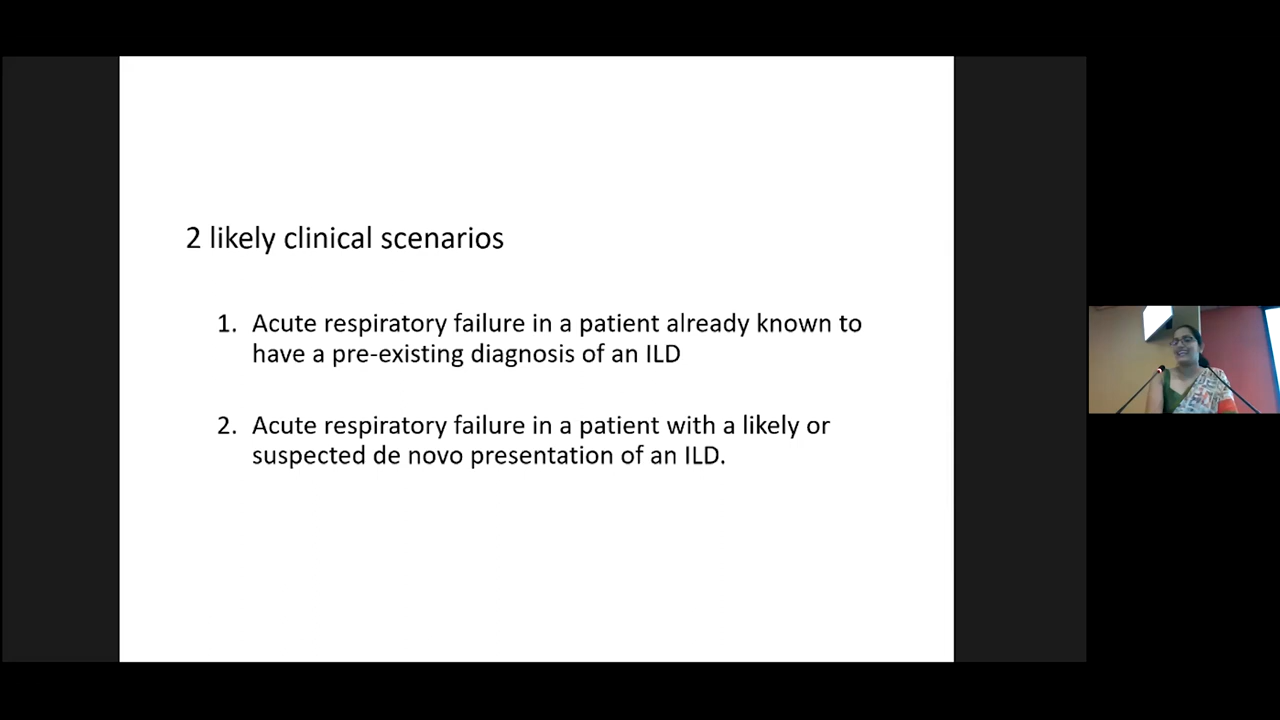 2 likely clinical scenarios
1. Acute respiratory failure in a patient already known to
have a pre-existing diagnosis of an ILD
2. Acute respiratory failure in a patient with a likely or
suspected de novo presentation of an ILD.